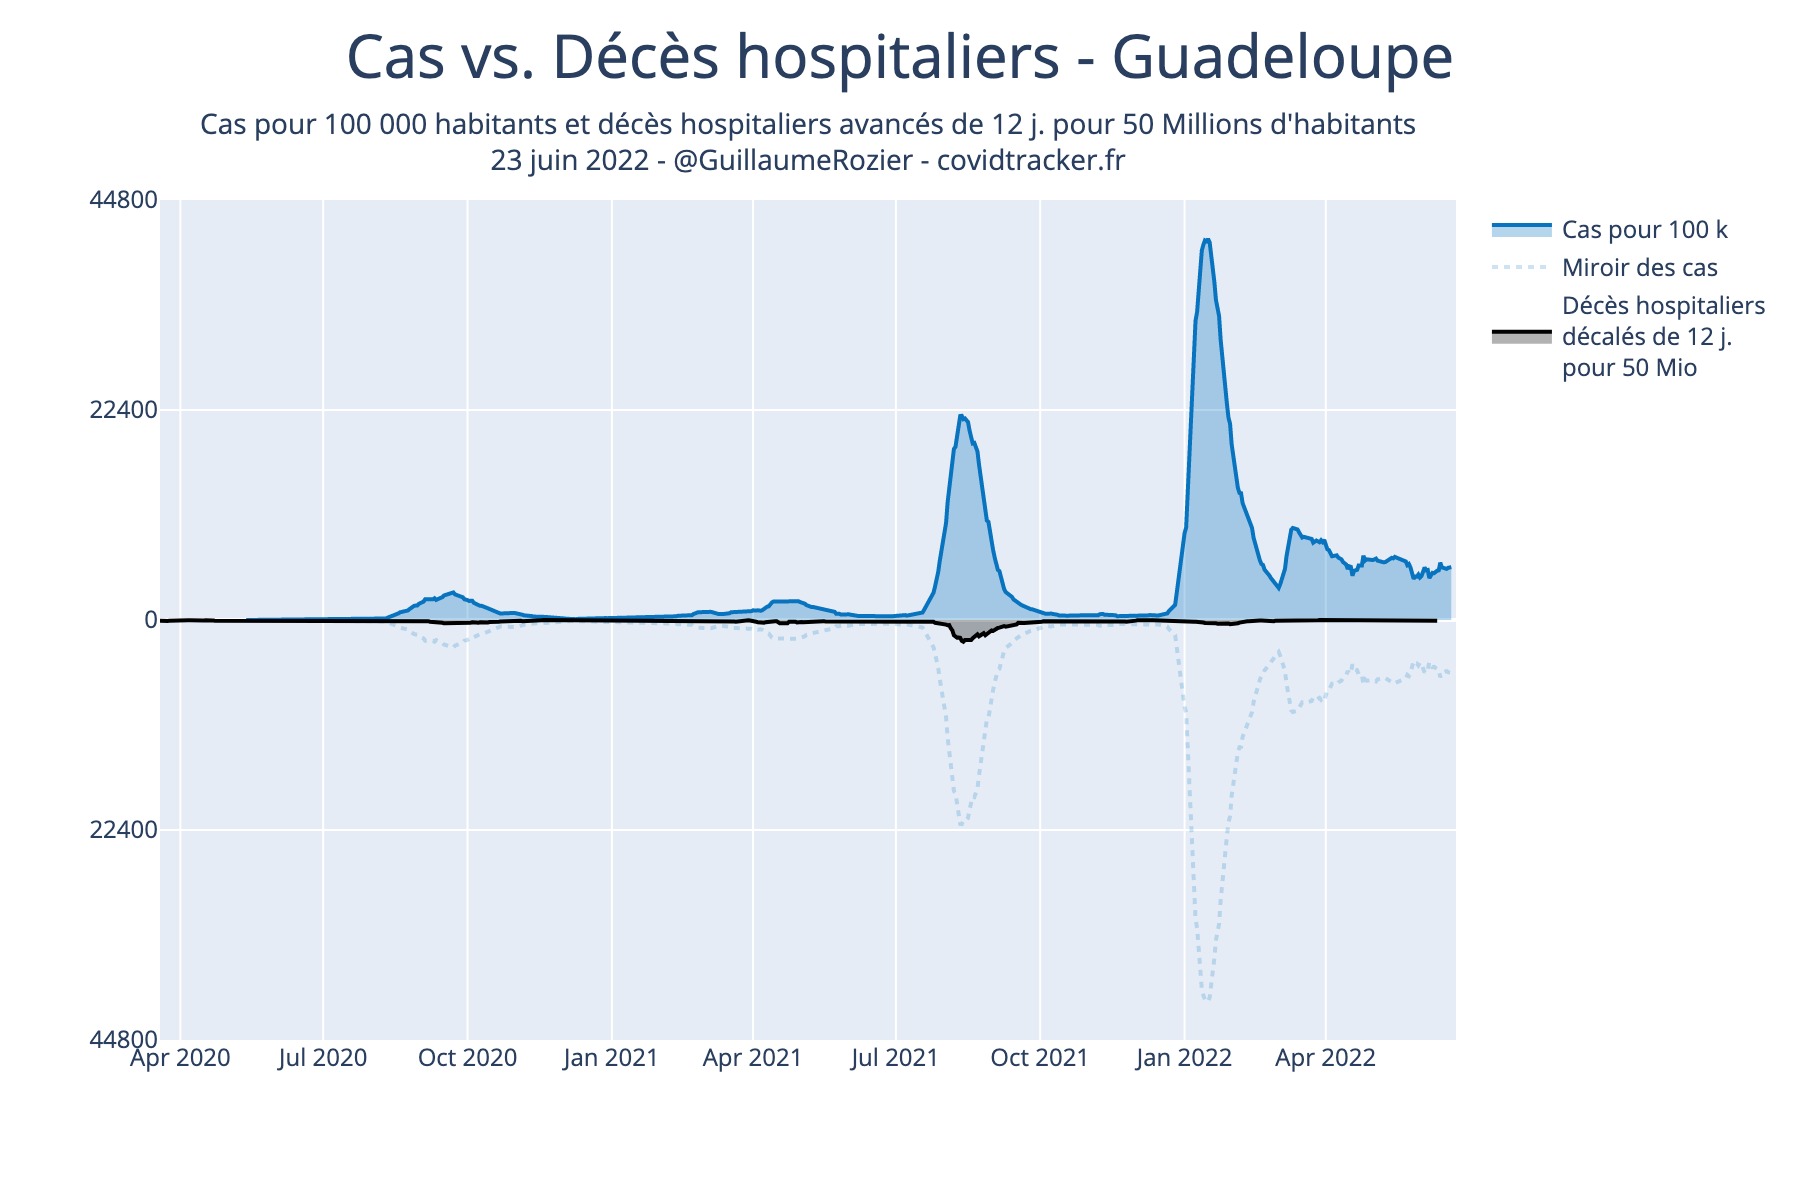 Cas vs. Décès hospitaliers - Guadeloupe
Cas pour 100 000 habitants et décès hospitaliers avancés de 12 j. pour 50 Millions d'habitants
23 juin 2022 - @GuillaumeRozier - covidtracker.fr
44800
22400
0
22400
44800
Apr 2020
Jul 2020
Oct 2020
Jan 2021
Apr 2021
Jul 2021
Oct 2021
Jan 2022
Apr 2022
Cas pour 100 k
Miroir des cas
Décès hospitaliers
décalés de 12 j.
pour 50 Mio